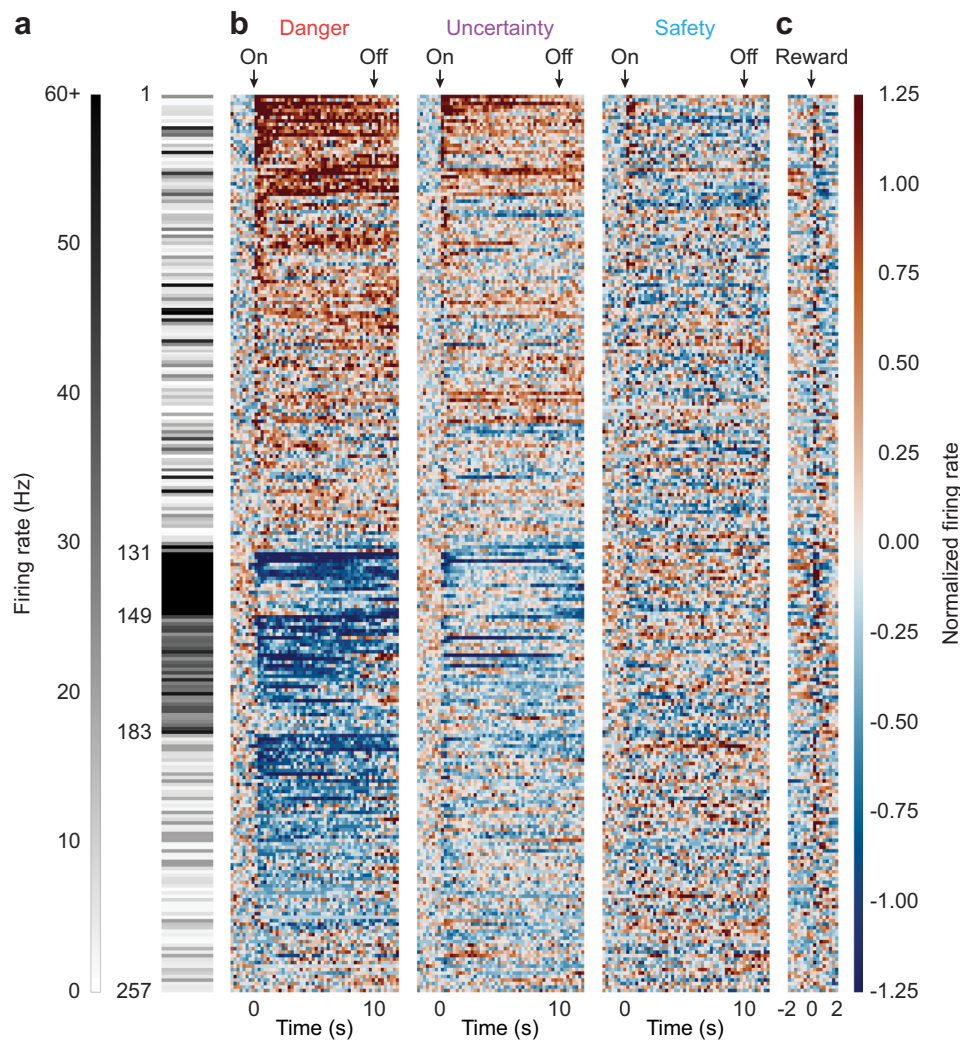 a
b
Danger
Uncertainty
Safety
c
On
Off
On
Off
On
Off
Reward
60+
50
40
30
20
10
0
Firing rate (Hz)
1
131
149
183
257
0
10
Time (s)
0
10
Time (s)
0
10
Time (s)
-2
0
2
1.25
1.00
0.75
0.50
0.25
0.00
-0.25
-0.50
-0.75
-1.00
-1.25
Normalized firing rate